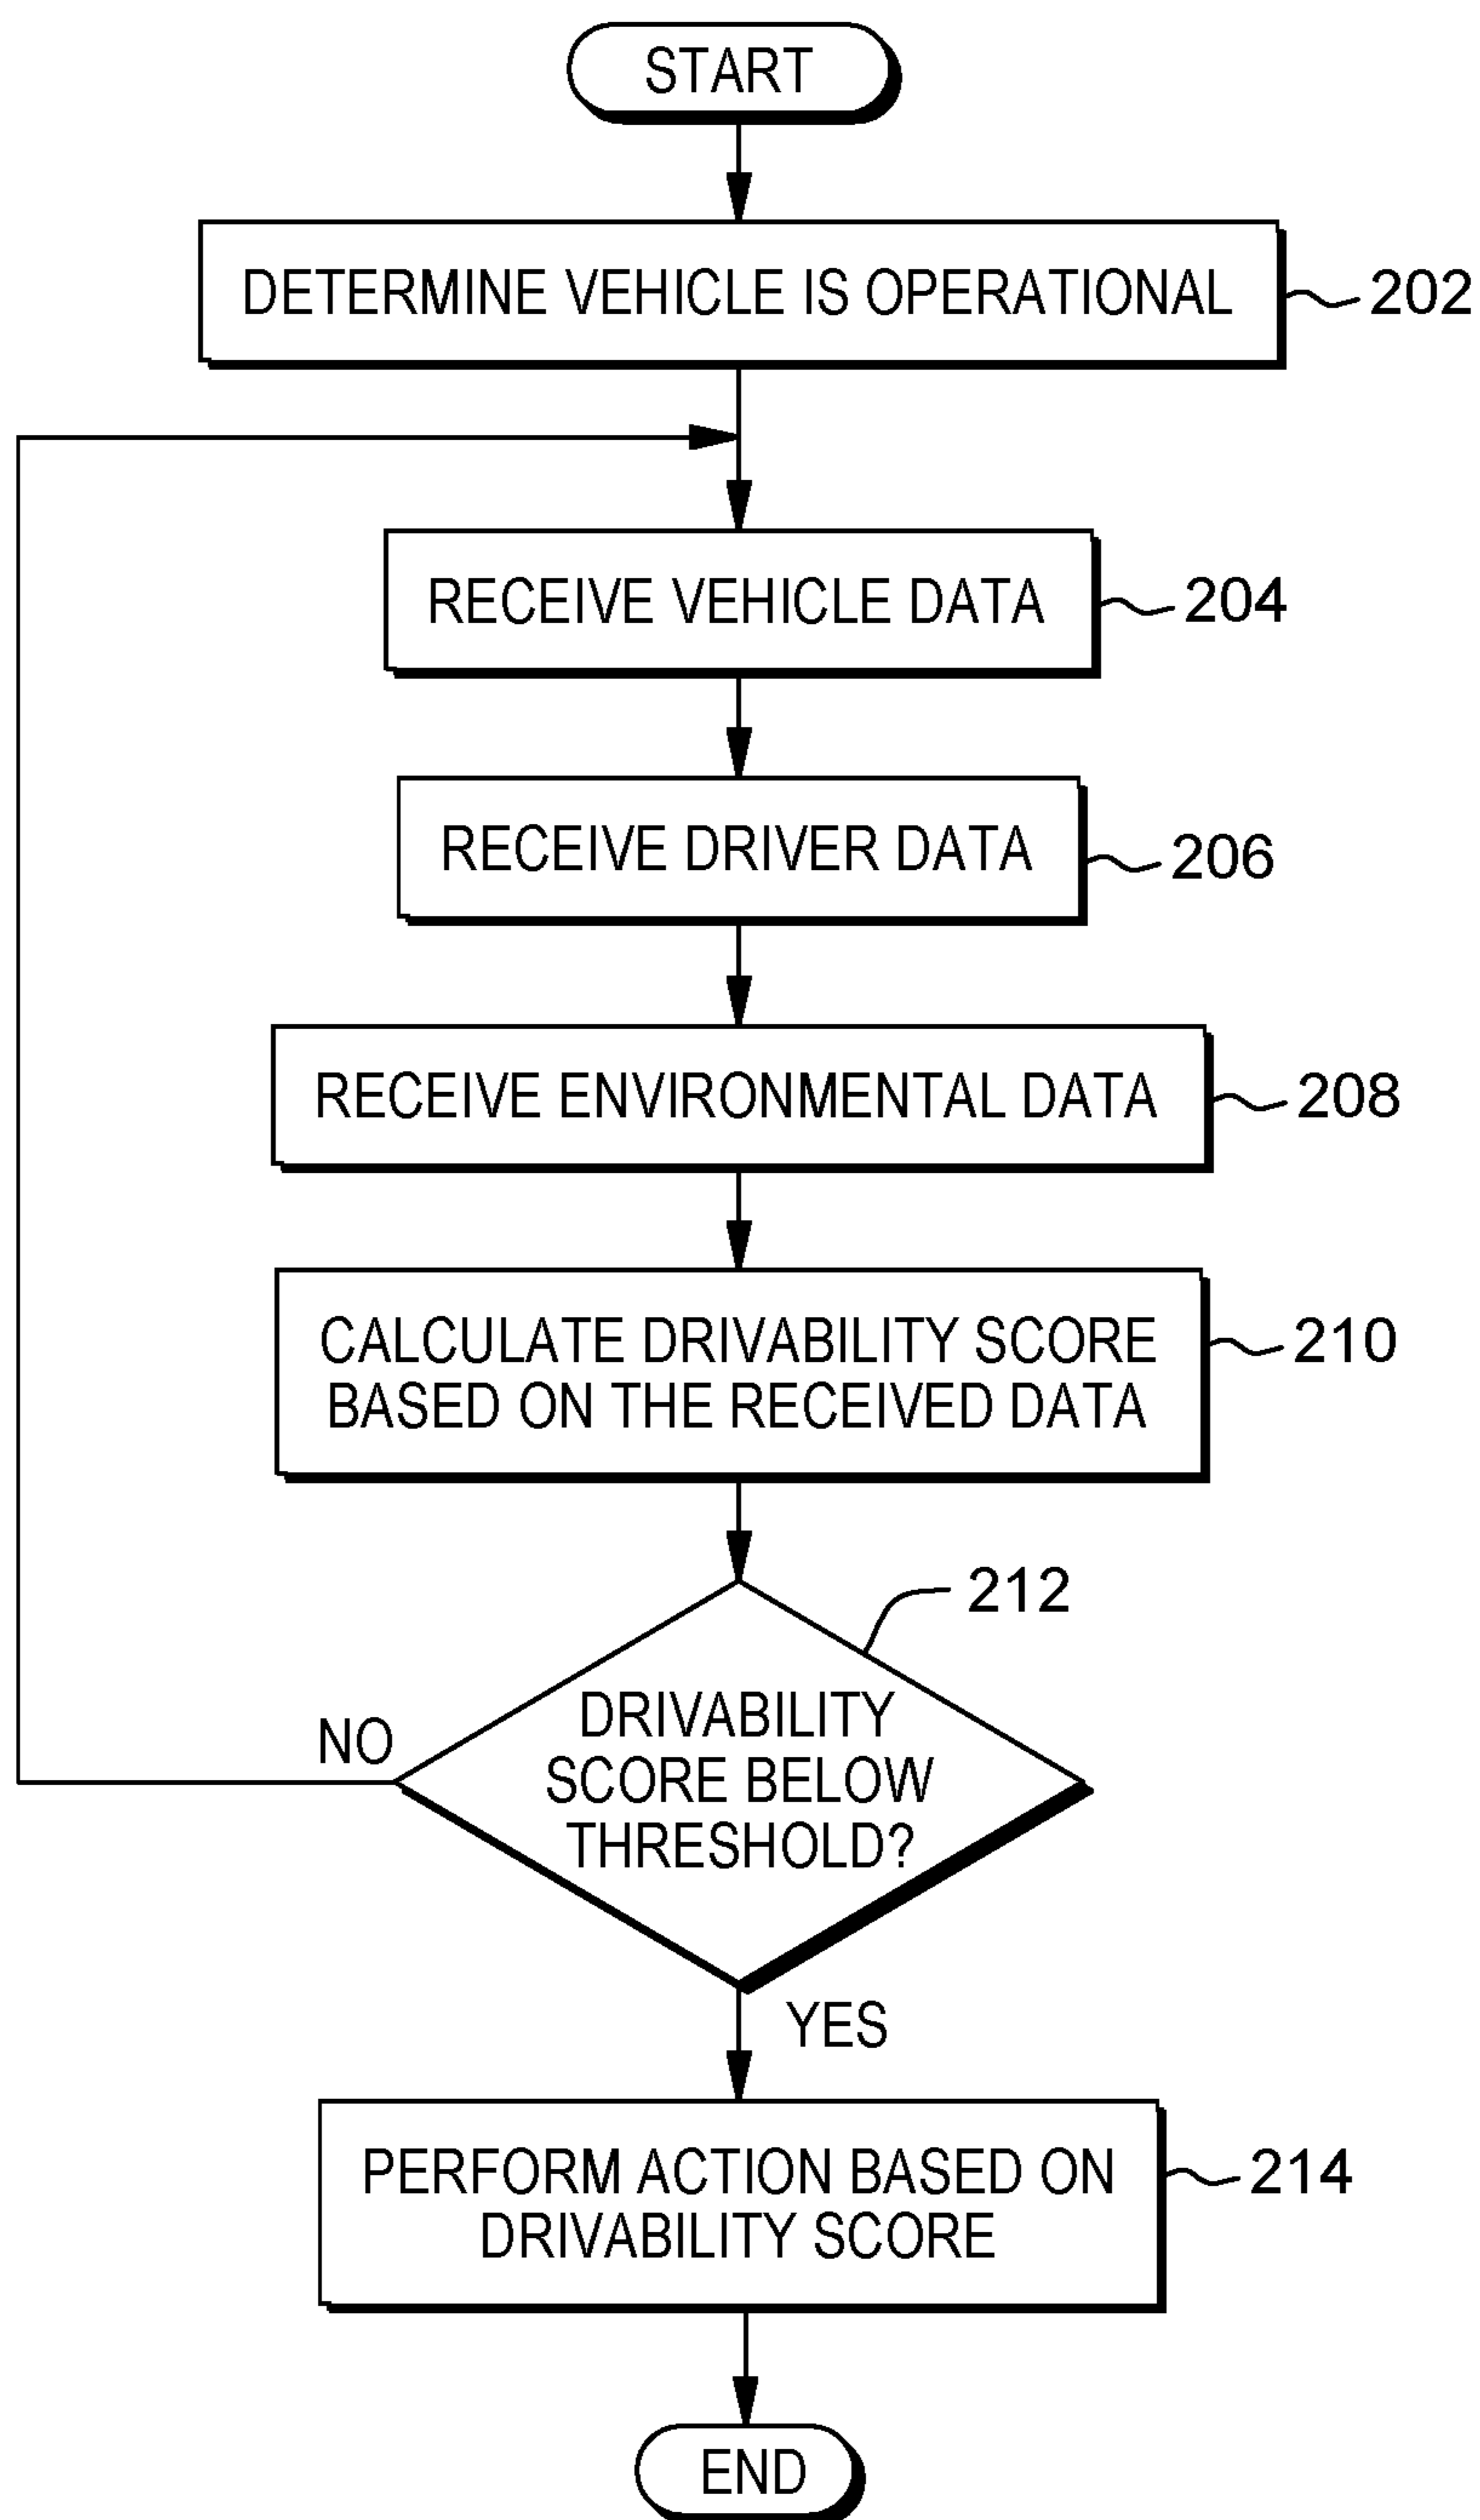 START
DETERMINE VEHICLE IS OPERATIONAL
202
RECEIVE VEHICLE DATA
204
RECEIVE DRIVER DATA
206
RECEIVE ENVIRONMENTAL DATA
208
CALCULATE DRIVABILITY SCORE
BASED ON THE RECEIVED DATA
210
212
DRIVABILITY
SCORE BELOW
THRESHOLD?
NO
YES
PERFORM ACTION BASED ON
DRIVABILITY SCORE
214
END